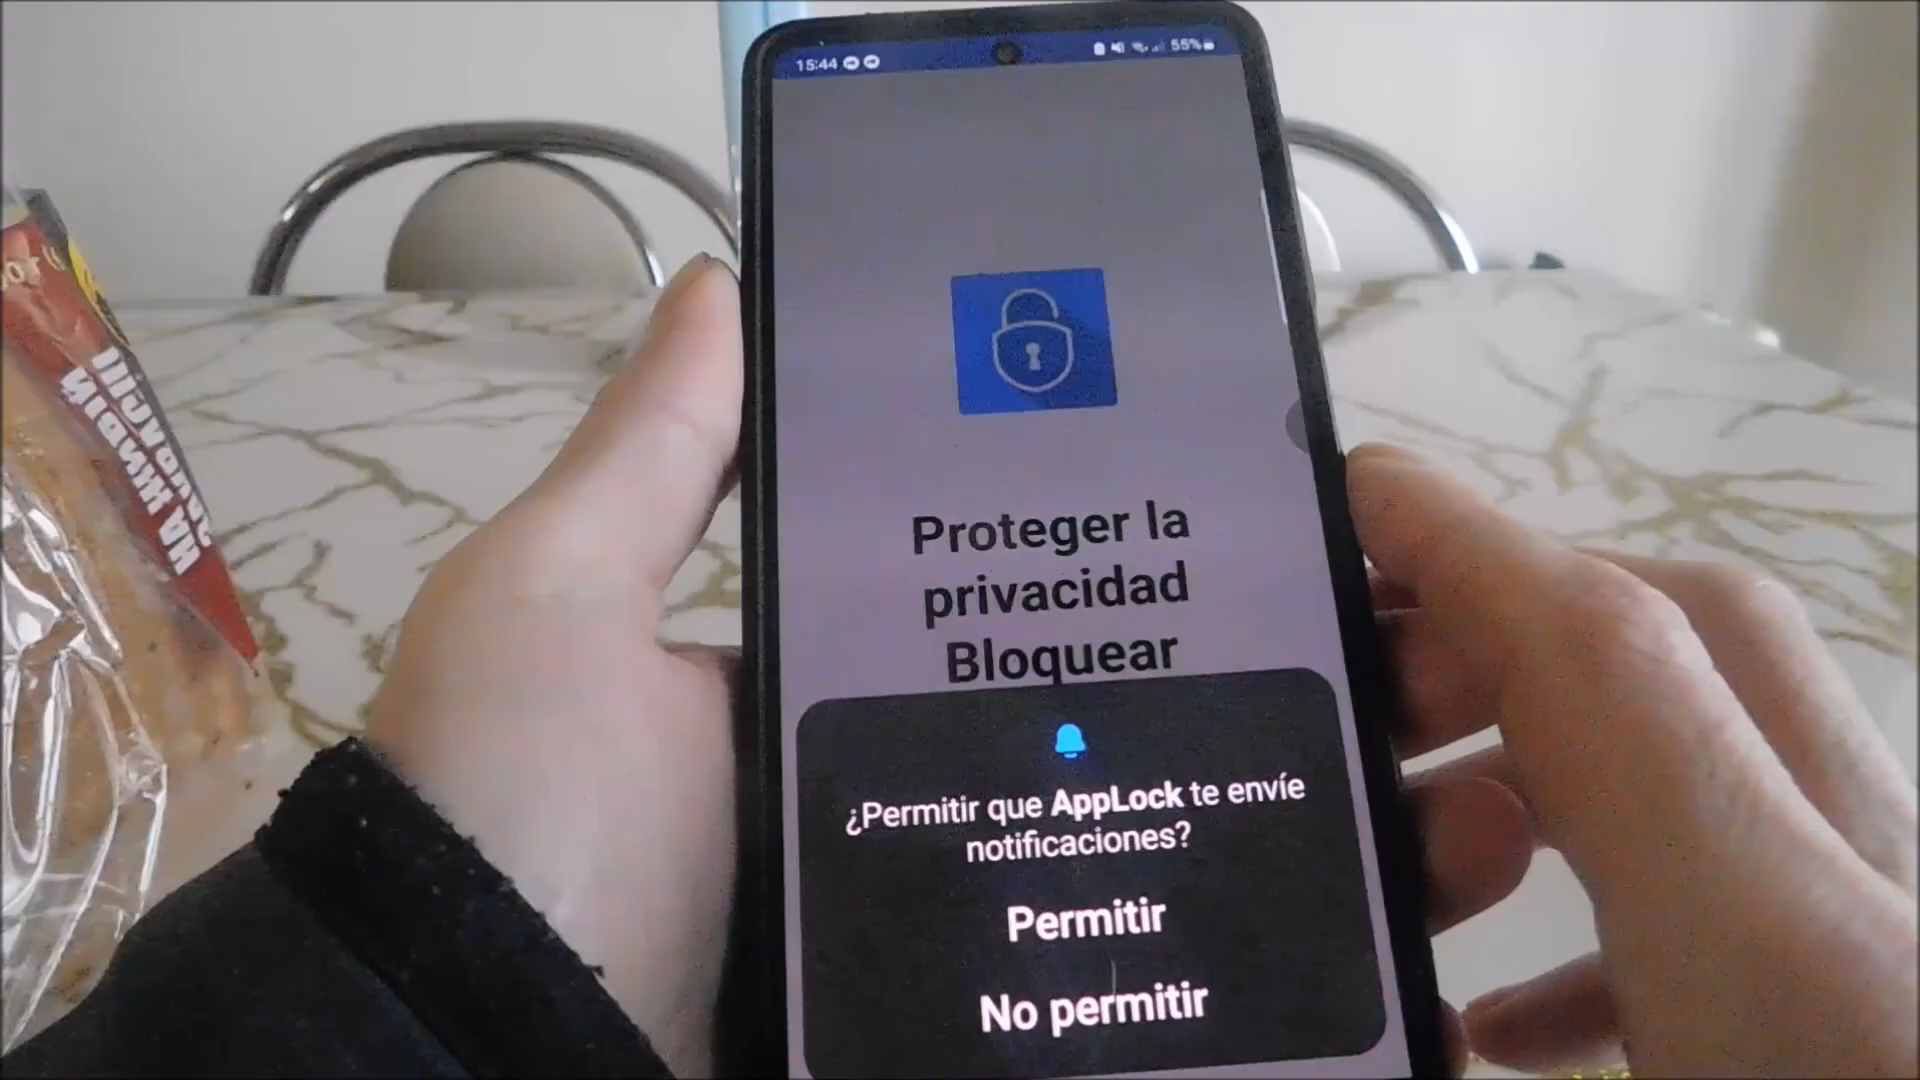 15:44
55%
Proteger la
privacidad
Bloquear
¿Permitir que AppLock te envíe
notificaciones?
Permitir
No permitir